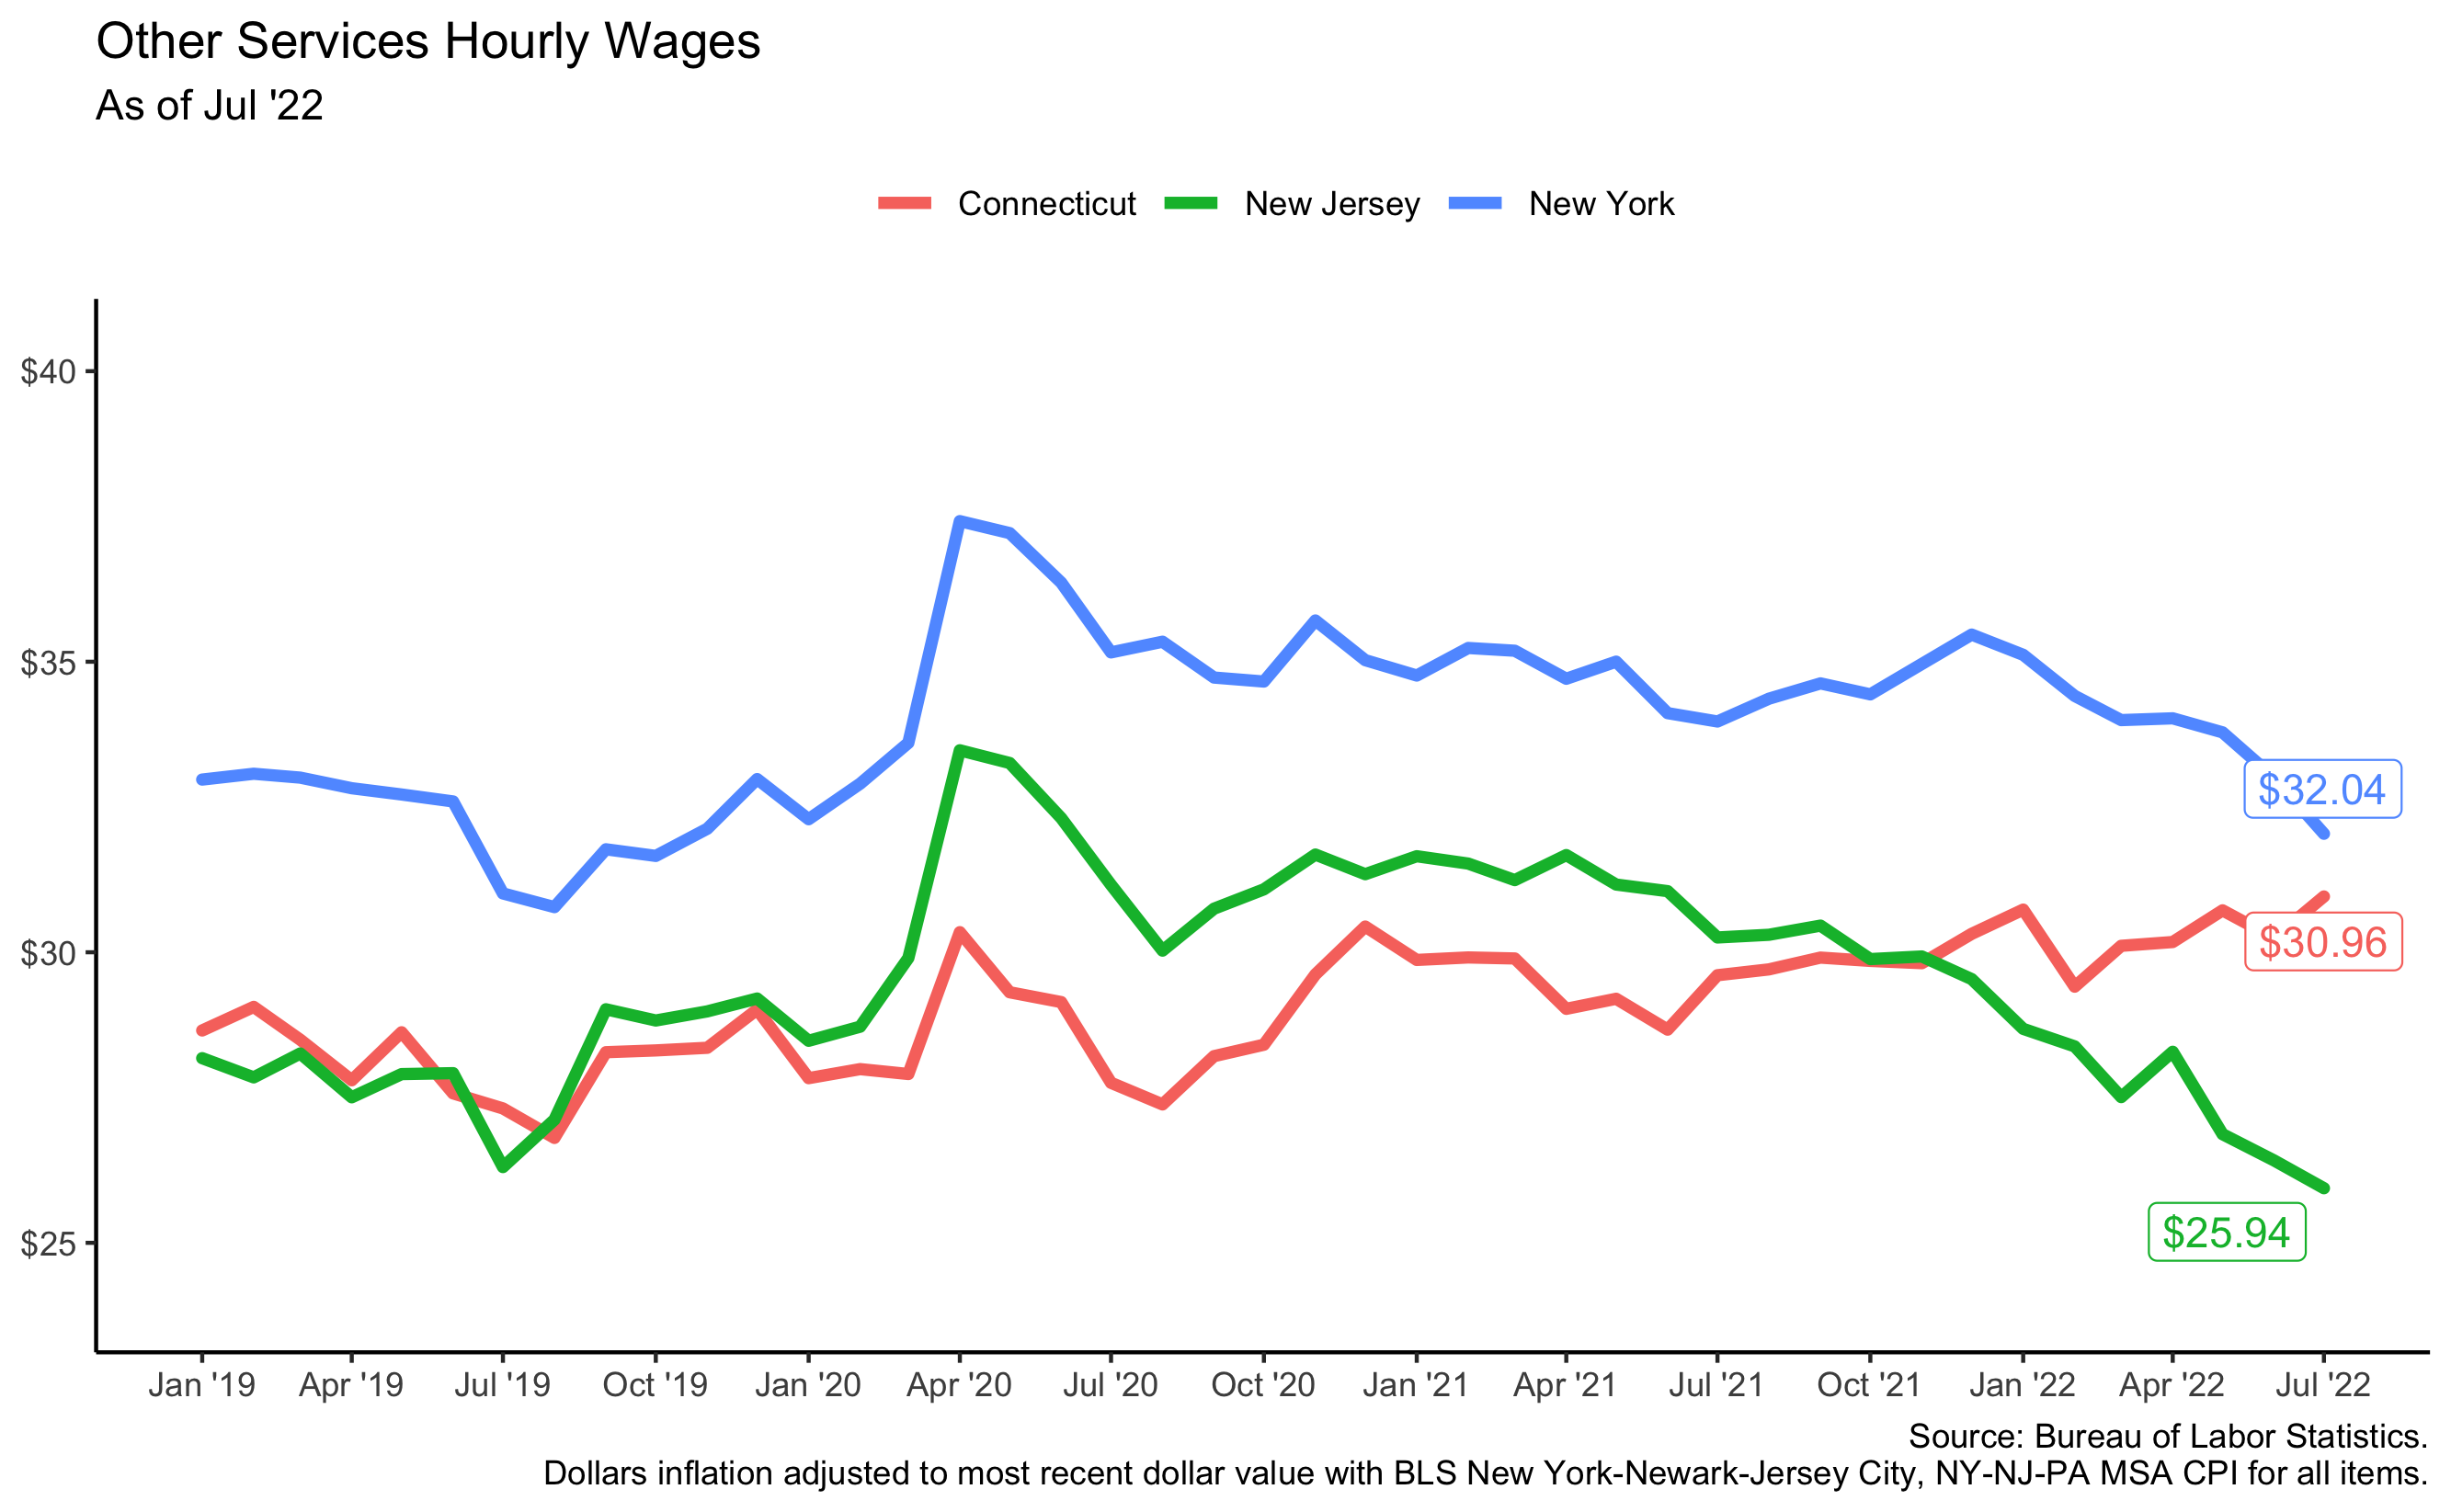 Other Services Hourly Wages
As of Jul '22
Connecticut New Jersey New York
$40
$35
$30
$25
$32.04
$30.96
$25.94
Jan '19 Apr '19 Jul '19 Oct '19 Jan '20 Apr '20 Jul '20 Oct '20 Jan '21 Apr '21 Jul '21 Oct '21 Jan '22 Apr '22 Jul '22
Source: Bureau of Labor Statistics.
Dollars inflation adjusted to most recent dollar value with BLS New York-Newark-Jersey City, NY-NJ-PA MSA CPI for all items.